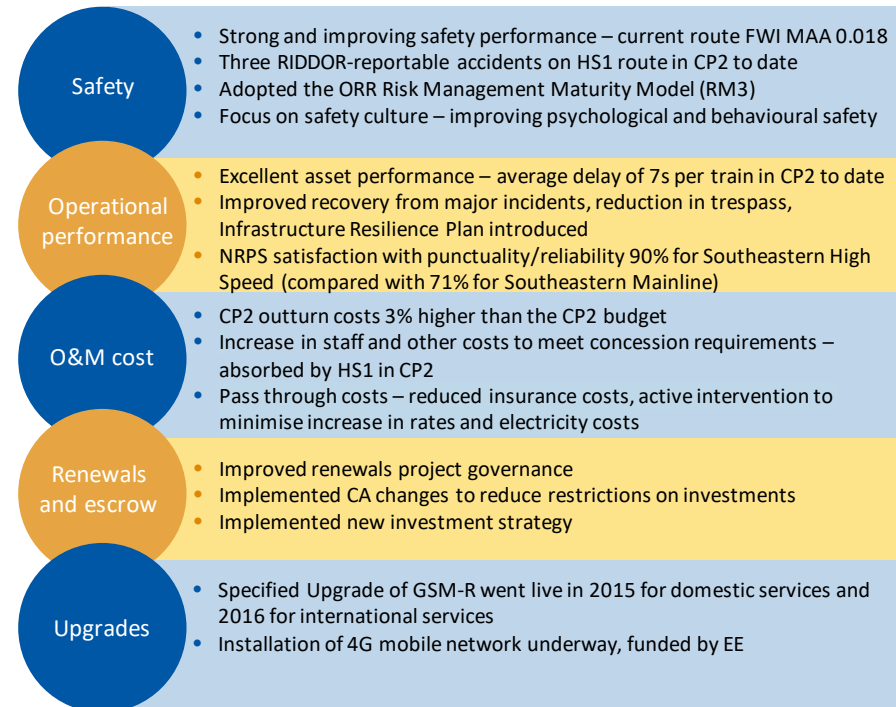 Safety
• Strong and improving safety performance – current route FWI MAA 0.018
• Three RIDDOR-reportable accidents on HS1 route in CP2 to date
• Adopted the ORR Risk Management Maturity Model (RM3)
• Focus on safety culture – improving psychological and behavioural safety
Operational
performance
• Excellent asset performance – average delay of 7s per train in CP2 to date
• Improved recovery from major incidents, reduction in trespass,
Infrastructure Resilience Plan introduced
• NRPS satisfaction with punctuality/reliability 90% for Southeastern High
Speed (compared with 71% for Southeastern Mainline)
O&M cost
• CP2 outturn costs 3% higher than the CP2 budget
• Increase in staff and other costs to meet concession requirements –
absorbed by HS1 in CP2
• Pass through costs – reduced insurance costs, active intervention to
minimise increase in rates and electricity costs
Renewals
and escrow
• Improved renewals project governance
• Implemented CA changes to reduce restrictions on investments
• Implemented new investment strategy
Upgrades
• Specified Upgrade of GSM-R went live in 2015 for domestic services and
2016 for international services
• Installation of 4G mobile network underway, funded by EE